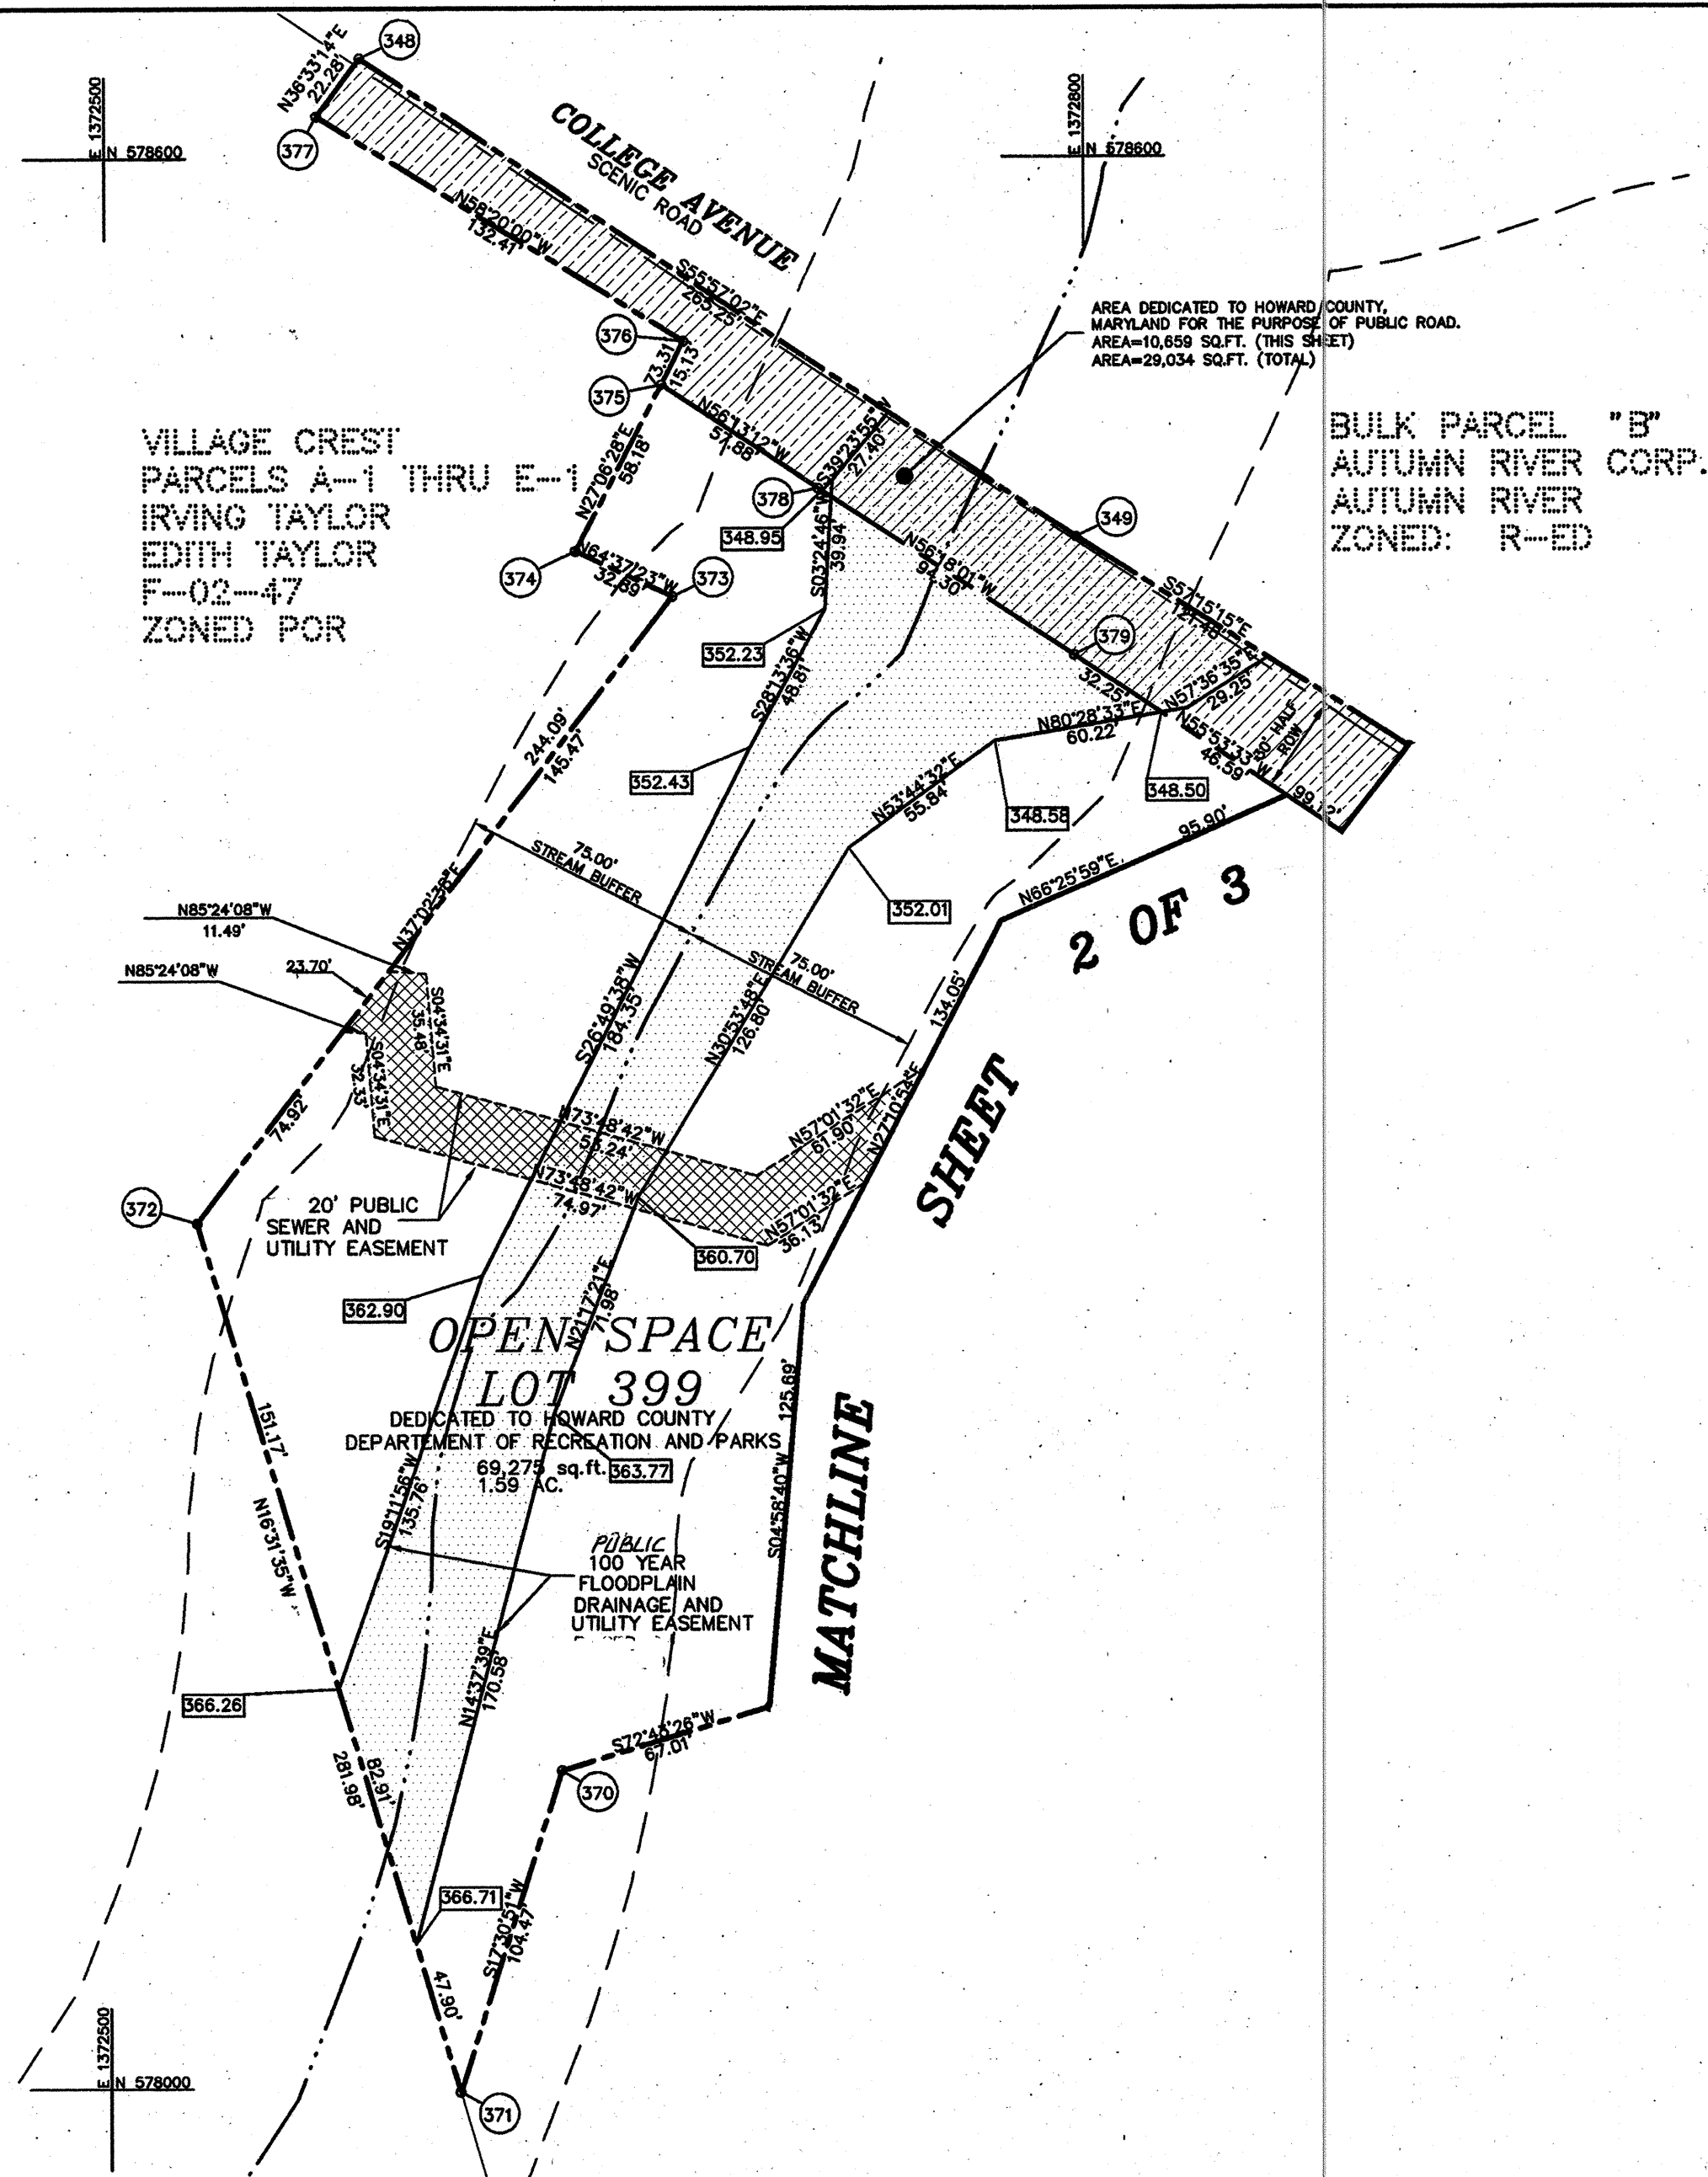 N36°33'14"E
22.28'
348
377
E 1372500
N 578600
COLLEGE AVENUE
SCENIC ROAD
E 1372800
N 578600
N58°20'00"W
132.41'
S55°57'02"E
265.25'
376
73.31'
15.13'
375
AREA DEDICATED TO HOWARD COUNTY,
MARYLAND FOR THE PURPOSE OF PUBLIC ROAD.
AREA=10,659 SQ.FT. (THIS SHEET)
AREA=29,034 SQ.FT. (TOTAL)
VILLAGE CREST
PARCELS A-1 THRU E-1
IRVING TAYLOR
EDITH TAYLOR
F-02-47
ZONED POR
BULK PARCEL "B"
AUTUMN RIVER CORP.
AUTUMN RIVER
ZONED: R-ED
N56°13'12"W
57.88'
S39°23'55"W
27.40'
N27°06'28"E
58.18'
378
348.95
349
374
N64°37'23"W
32.89'
373
S03°24'46"W
39.94'
N56°18'01"W
94.30'
S57°15'15"E
121.48'
379
352.23
32.25'
N57°36'35"E
29.25'
S28°13'36"W
48.81'
N80°28'33"E
60.22'
N55°53'33"W
46.59'
30' HALF
ROW
99.12'
244.09'
145.47'
352.43
N53°44'32"E
55.84'
348.58
348.50
95.90'
N66°25'59"E
75.00'
STREAM BUFFER
352.01
2 OF 3
N85°24'08"W
11.49'
N37°02'38"E
N85°24'08"W
23.70'
75.00'
STREAM BUFFER
S04°34'31"E
35.48'
S26°49'38"W
184.35'
N30°53'48"E
126.80'
134.05'
N27°10'54"E
SHEET
S04°34'31"E
32.33'
74.92'
N73°48'42"W
N57°01'32"E
61.90'
N73°48'42"W
74.97'
N57°01'32"E
36.13'
372
20' PUBLIC
SEWER AND
UTILITY EASEMENT
360.70
362.90
N21°17'21"E
71.98'
OPEN SPACE
LOT 399
DEDICATED TO HOWARD COUNTY
DEPARTEMENT OF RECREATION AND PARKS
69,275 sq.ft.
1.59 AC.
363.77
125.69'
S04°58'40"W
MATCHLINE
151.17'
N16°31'35"W
S19°11'56"W
135.76'
PUBLIC
100 YEAR
FLOODPLAIN
DRAINAGE AND
UTILITY EASEMENT
366.26
N14°37'39"E
170.58'
82.91'
281.98'
S72°43'26"W
67.01'
370
366.71
S17°30'51"W
104.47'
47.90'
E 1372500
N 578000
371